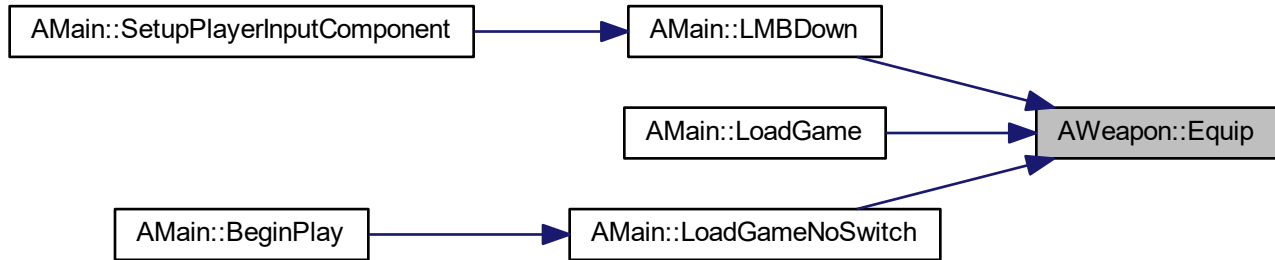 AMain::SetupPlayerInputComponent
AMain::LMBDown
AMain::LoadGame
AWeapon::Equip
AMain::BeginPlay
AMain::LoadGameNoSwitch